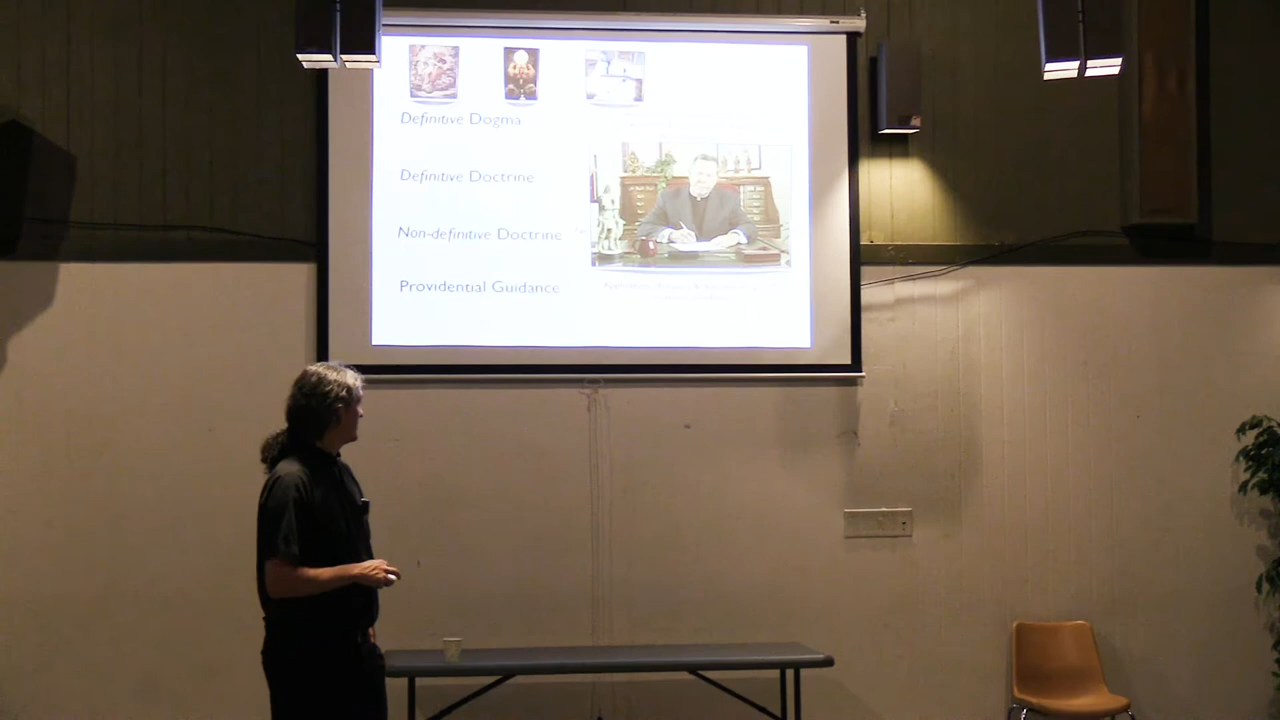 Definitive Dogma
Definitive Doctrine
Non-definitive Doctrine
Providential Guidance